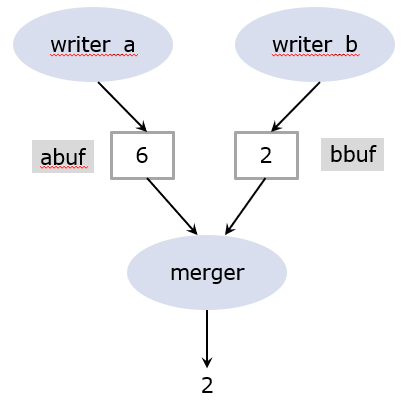 writer_a
writer_b
abuf
6
2
bbuf
merger
2